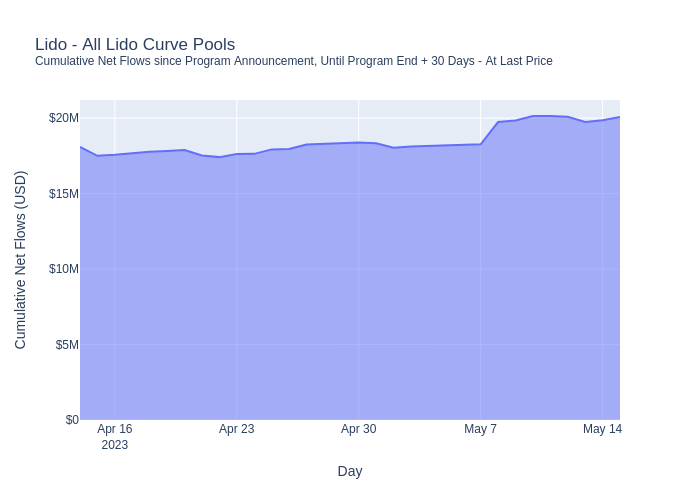 Lido - All Lido Curve Pools
Cumulative Net Flows since Program Announcement, Until Program End + 30 Days - At Last Price
Cumulative Net Flows (USD)
$20M
$15M
$10M
$5M
$0
Apr 16
2023
Apr 23
Apr 30
May 7
May 14
Day